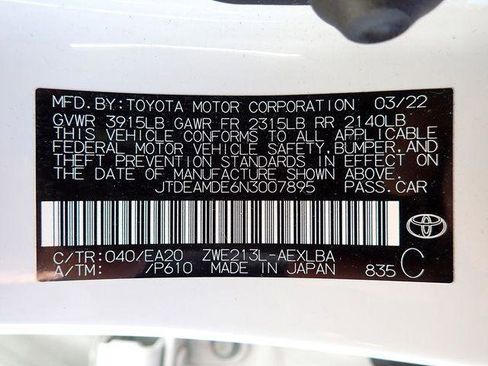 MFD. BY: TOYOTA MOTOR CORPORATION 03/22
GVWR 3915LB GAWR FR 2315LB RR 2140LB
THIS VEHICLE CONFORMS TO ALL APPLICABLE
FEDERAL MOTOR VEHICLE SAFETY, BUMPER, AND
THEFT PREVENTION STANDARDS IN EFFECT ON
THE DATE OF MANUFACTURE SHOWN ABOVE.
JTDEAMDE6N3007895 PASS.CAR
C/TR: 040/EA20 ZWE213L-AEXLBA
A/TM: /P610 MADE IN JAPAN 835 C
TOYOTA